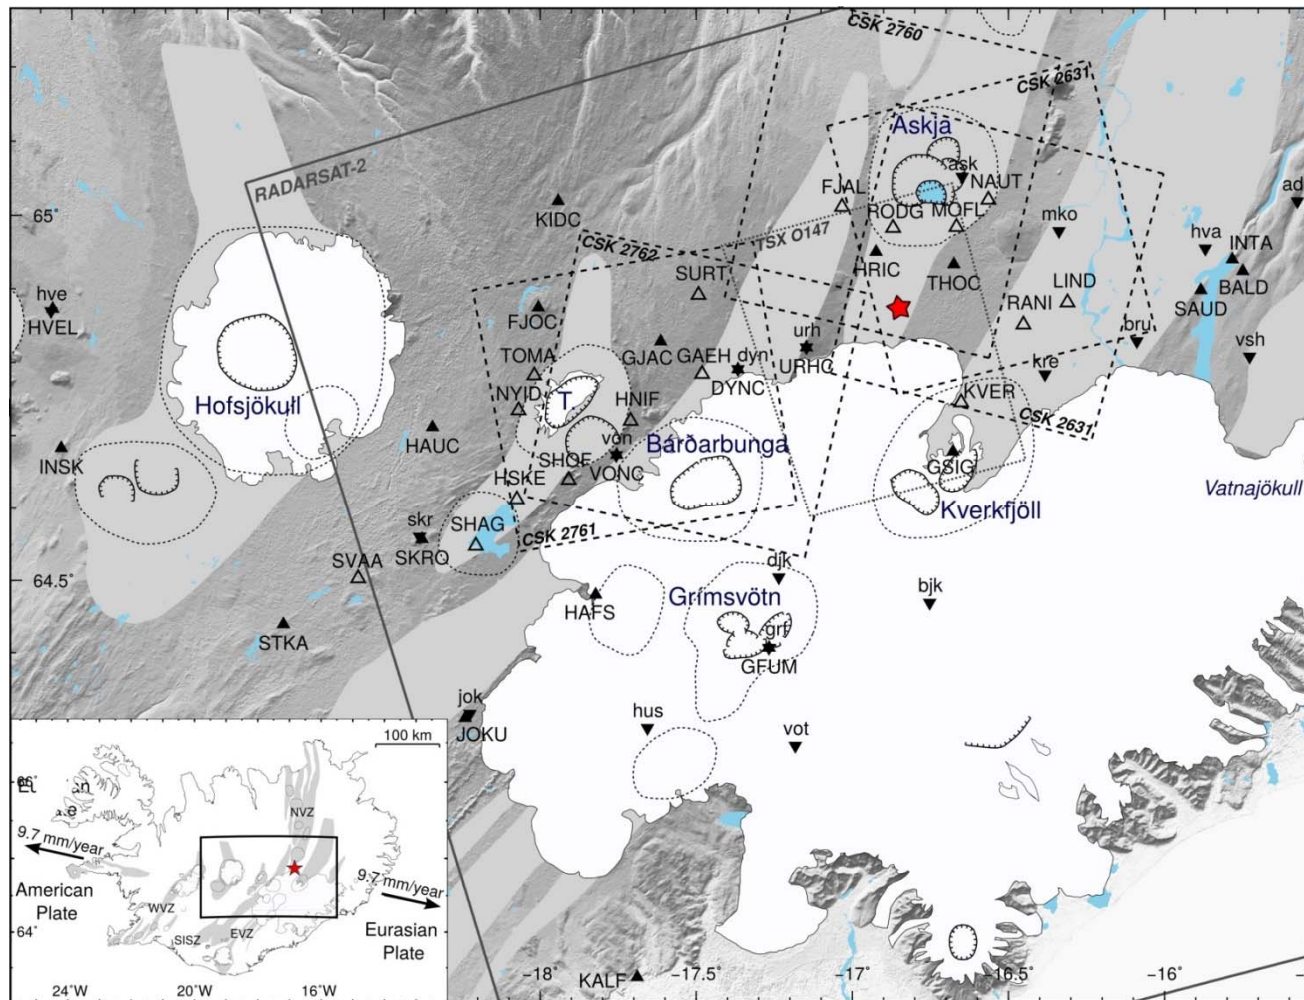 CSK 2760
CSK 2631
Askja
RADARSAT-2
ask
FJAL
NAUT
KIDC
RODG
MOFL
mko
ad
65
TSX O147
hva
INTA
CSK 2762
SURT
HRIC
THOC
BALD
hve
LIND
SAUD
HVEL
FJOC
RANI
urh
bru
vsh
TOMA
GJAC
GAEH
dyn
URHC
kre
NYID
T.
HNIF
DYNC
KVER
Hofsjökull
CSK 2631
HAUC
von
Bárðarbunga
INSK
SHOF
VONC
GSIG
HSKE
Vatnajökull
Kverkfjöll
skr
SHAG
CSK 2761
SKRO
SVAA
64.5
djk
HAFS
Grímsvötn
bjk
STKA
grf
GFUM
jok
JOKU
hus
vot
100 km
66°
NVZ
9.7 mm/year
9.7 mm/year
American
Plate
WVZ
SISZ
EVZ
Eurasian
Plate
64°
KALF
24°W
20°W
16°W
−18
−17.5
−17
−16.5
−16